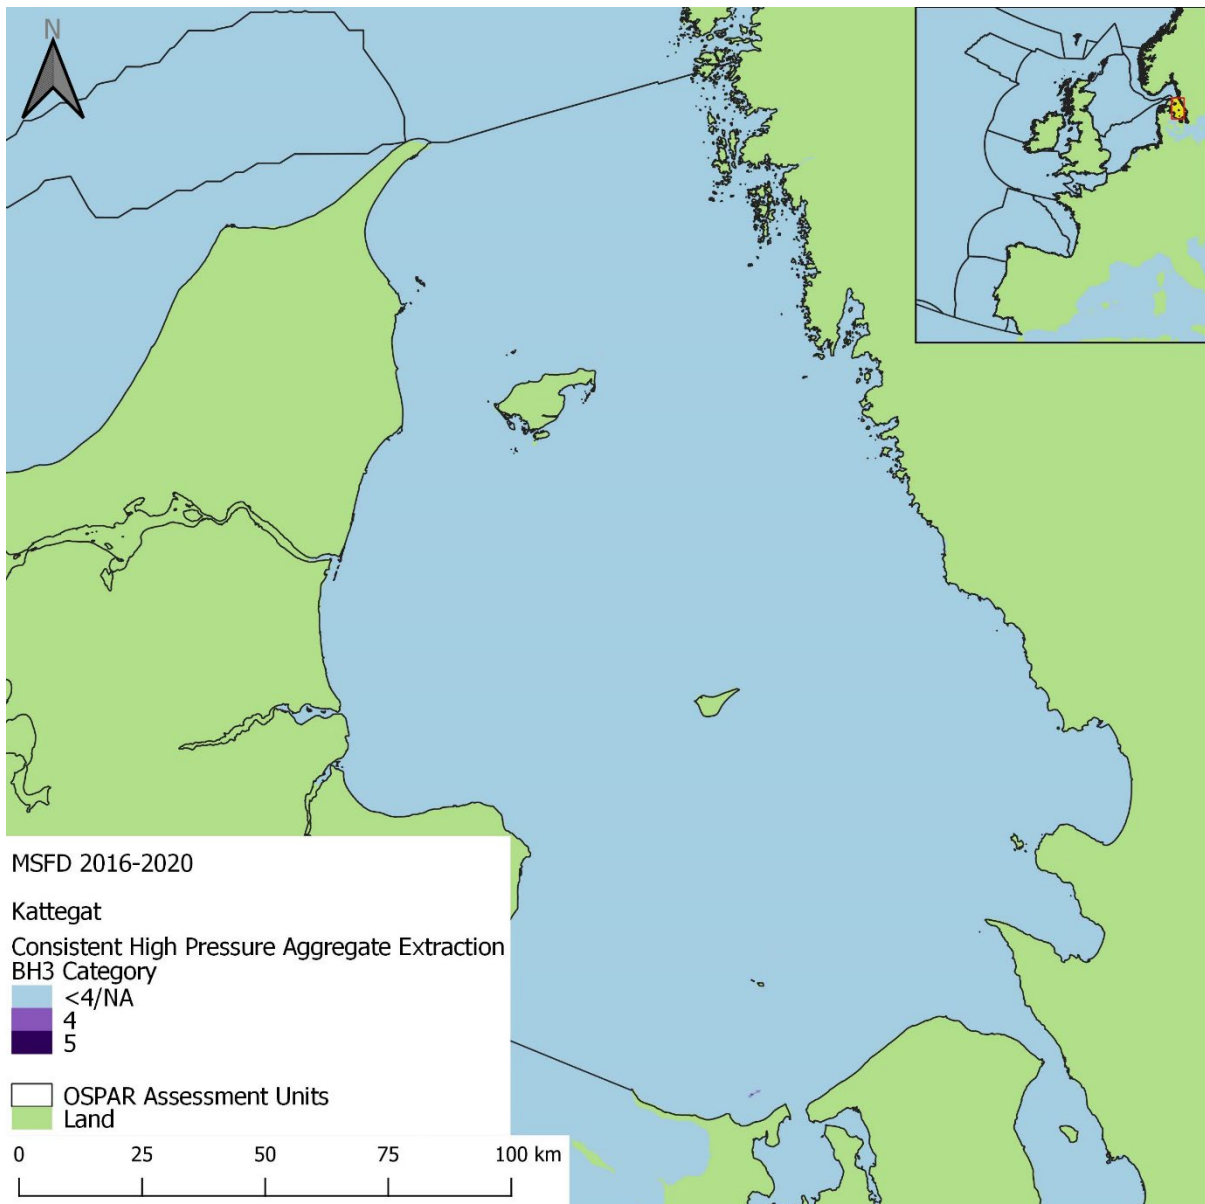 N
MSFD 2016-2020
Kattegat
Consistent High Pressure Aggregate Extraction
BH3 Category
<4/NA
4
5
OSPAR Assessment Units
Land
0 25 50 75 100 km